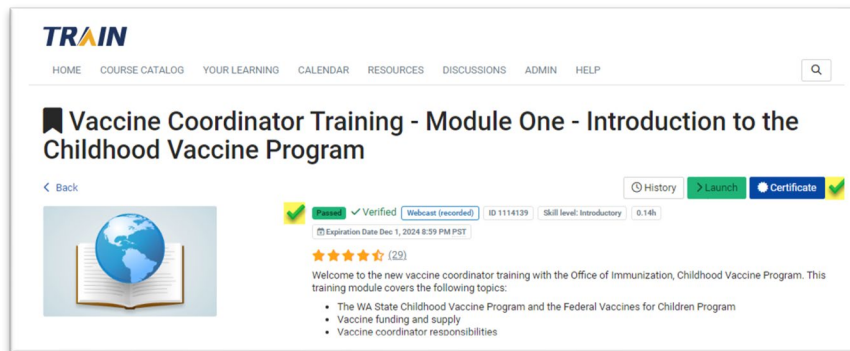 TRAIN
HOME COURSE CATALOG YOUR LEARNING CALENDAR RESOURCES DISCUSSIONS ADMIN HELP
Vaccine Coordinator Training - Module One - Introduction to the
Childhood Vaccine Program
Back
History Launch Certificate
Passed Verified Webcast (recorded) ID 1114139 Skill level: Introductory 0.14h
Expiration Date Dec 1, 2024 8:59 PM PST
(29)
Welcome to the new vaccine coordinator training with the Office of Immunization, Childhood Vaccine Program. This
training module covers the following topics:
• The WA State Childhood Vaccine Program and the Federal Vaccines for Children Program
• Vaccine funding and supply
• Vaccine coordinator responsibilities